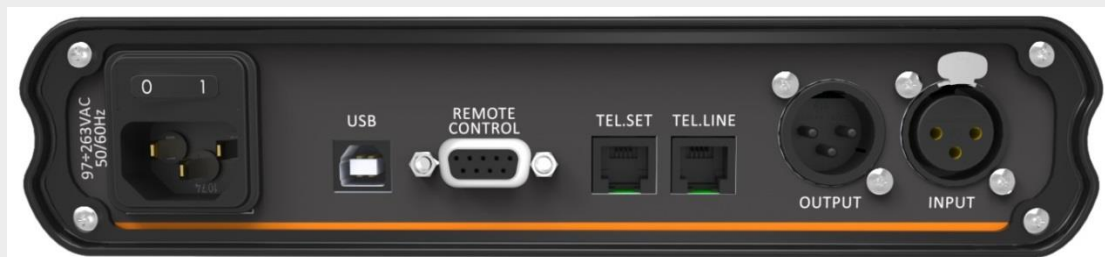 0 1
97÷263VAC
50/60Hz
USB
REMOTE
CONTROL
TEL.SET
TEL.LINE
OUTPUT
INPUT